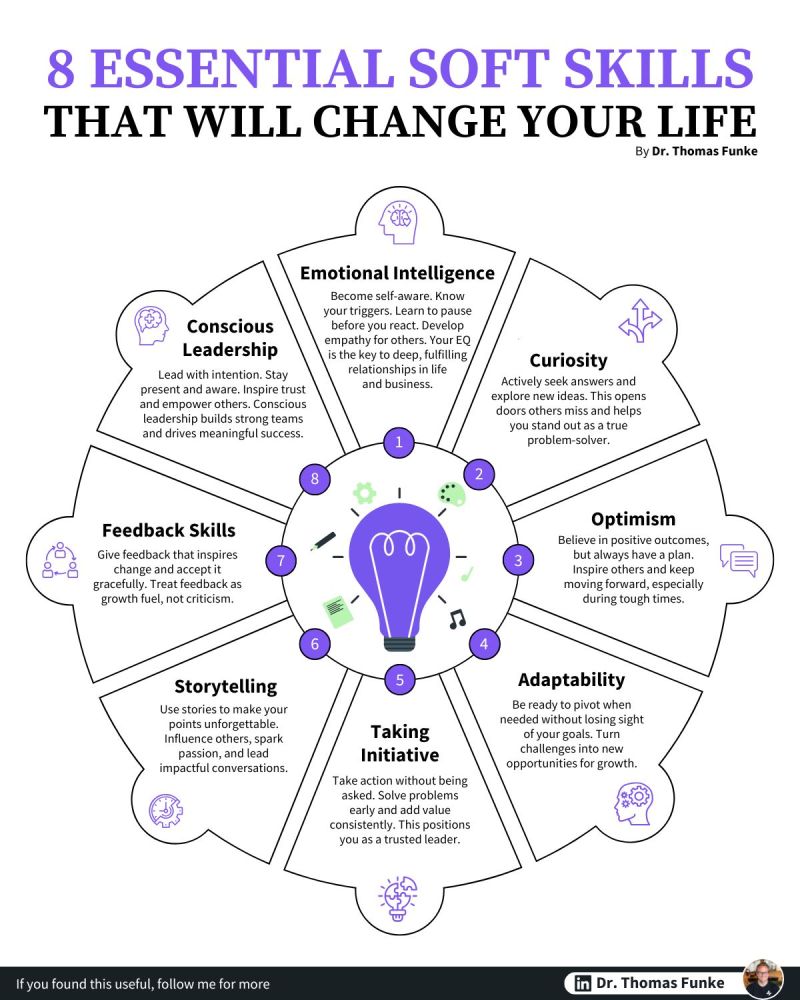 8 ESSENTIAL SOFT SKILLS
THAT WILL CHANGE YOUR LIFE
By Dr. Thomas Funke
Emotional Intelligence
Become self-aware. Know
your triggers. Learn to pause
before you react. Develop
empathy for others. Your EQ
is the key to deep, fulfilling
relationships in life
and business.
1
Curiosity
Actively seek answers and
explore new ideas. This opens
doors others miss and helps
you stand out as a true
problem-solver.
2
Optimism
Believe in positive outcomes,
but always have a plan.
Inspire others and keep
moving forward, especially
during tough times.
3
Adaptability
Be ready to pivot when
needed without losing sight
of your goals. Turn
challenges into new
opportunities for growth.
4
Taking
Initiative
Take action without being
asked. Solve problems
early and add value
consistently. This positions
you as a trusted leader.
5
Storytelling
Use stories to make your
points unforgettable.
Influence others, spark
passion, and lead
impactful conversations.
6
Feedback Skills
Give feedback that inspires
change and accept it
gracefully. Treat feedback as
growth fuel, not criticism.
7
Conscious
Leadership
Lead with intention. Stay
present and aware. Inspire trust
and empower others. Conscious
leadership builds strong teams
and drives meaningful success.
8
If you found this useful, follow me for more
in Dr. Thomas Funke